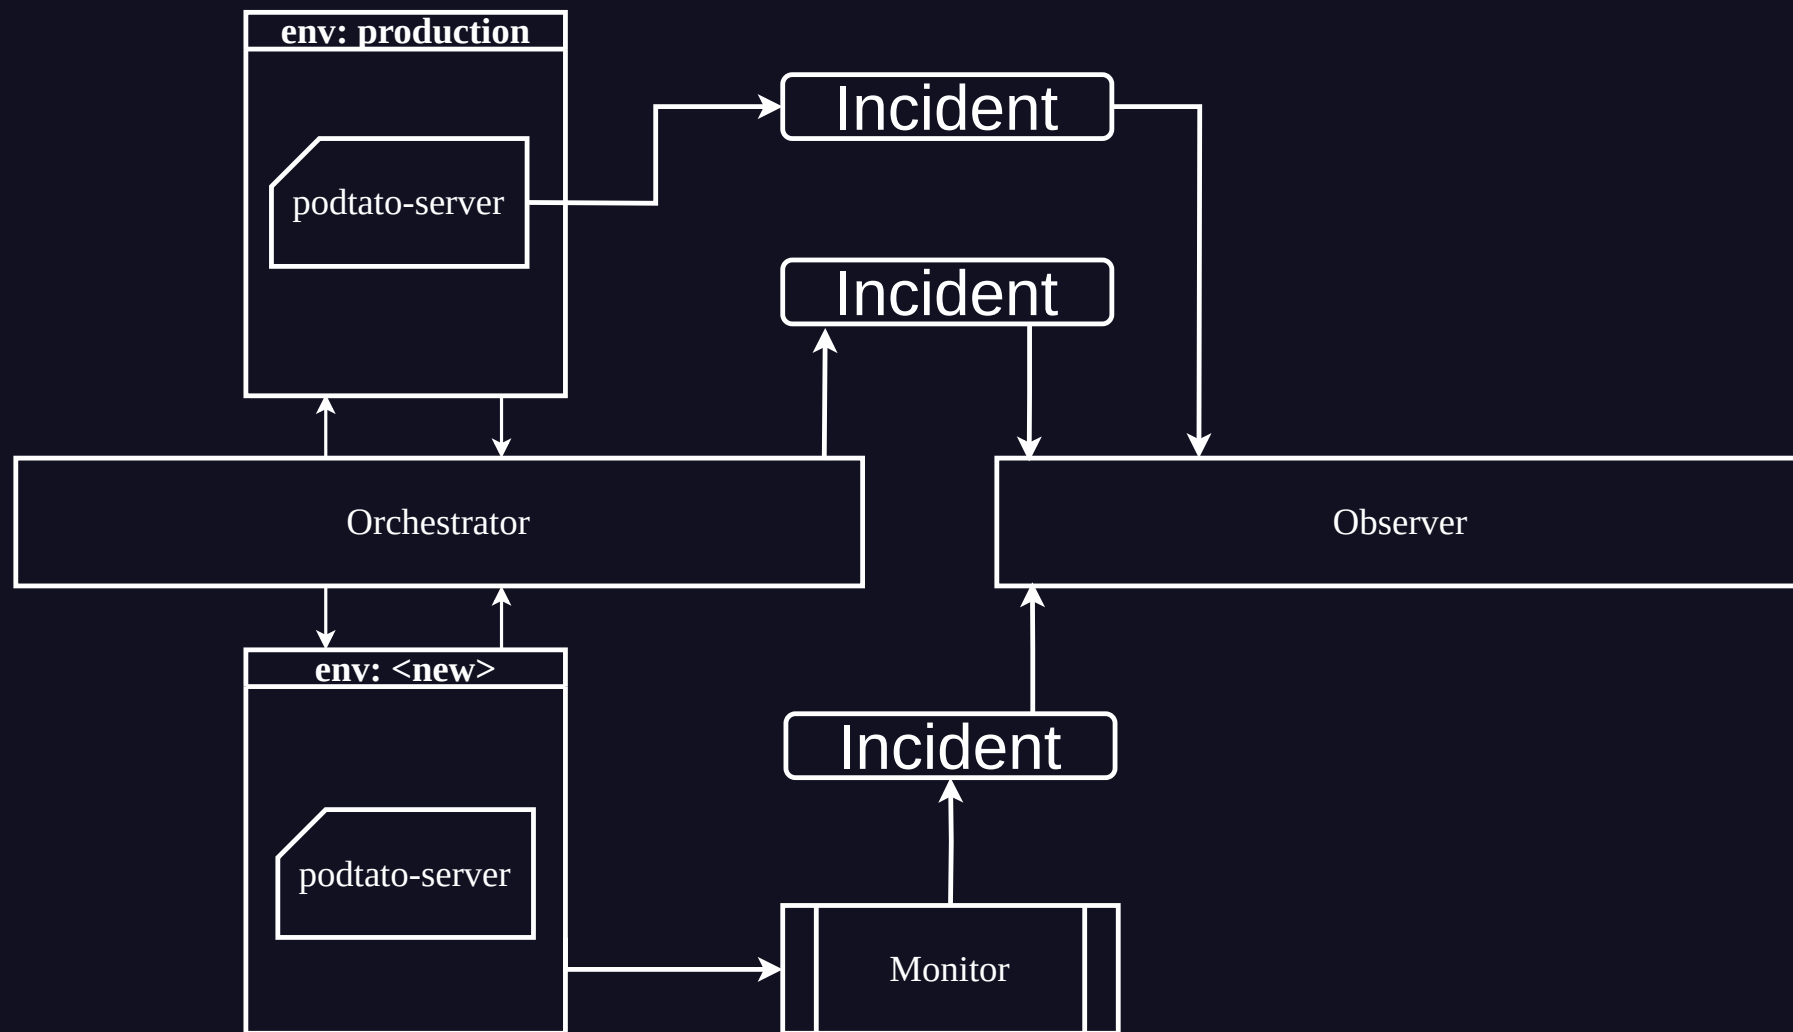 env: production
Incident
podtato-server
Incident
Orchestrator
Observer
env: <new>
Incident
podtato-server
Monitor